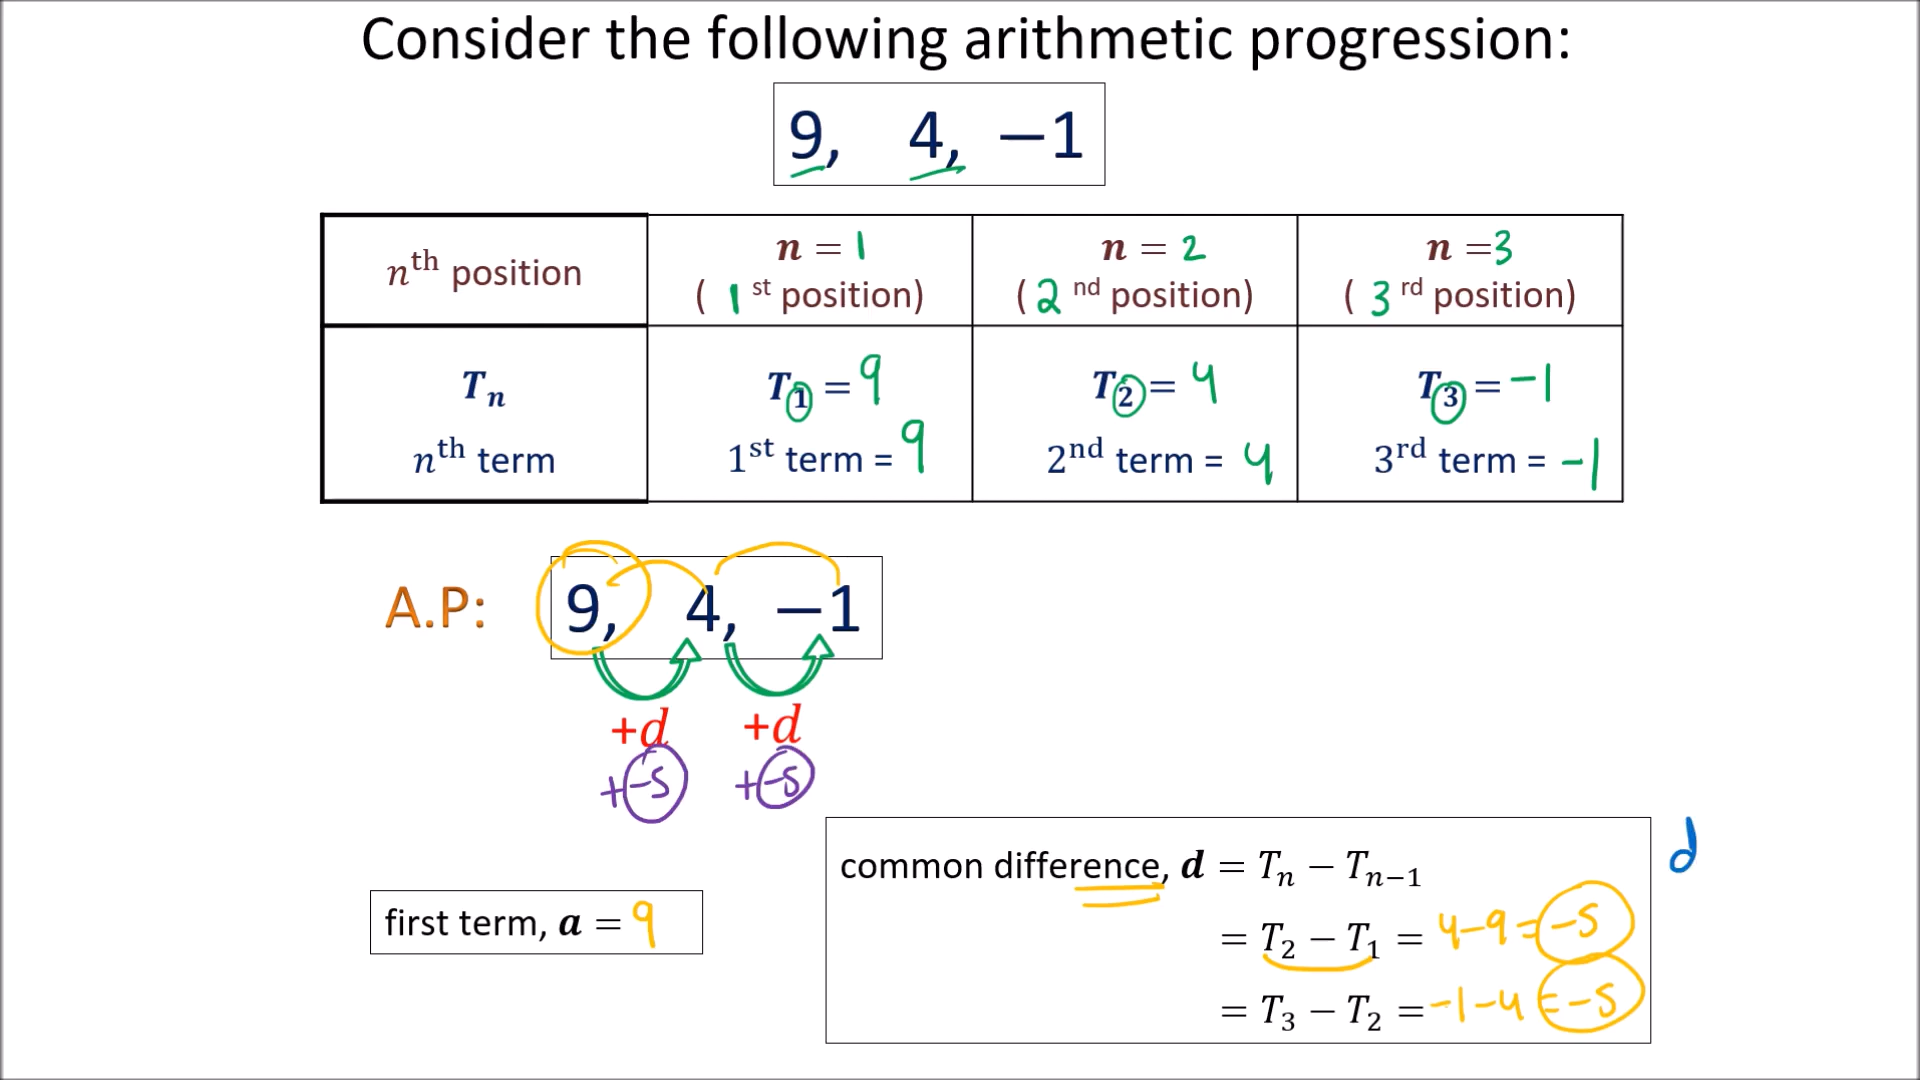 Consider the following arithmetic progression:
9, 4, −1
nᵗʰ position
n = 1
( 1 ˢᵗ position)
n = 2
( 2 ⁿᵈ position)
n = 3
( 3 ʳᵈ position)
Tₙ
nᵗʰ term
T₁ = 9
1ˢᵗ term = 9
T₂ = 4
2ⁿᵈ term = 4
T₃ = −1
3ʳᵈ term = −1
A.P: 9, 4, −1
+d +d
+−5 +−5
first term, a = 9
common difference, d = Tₙ − Tₙ₋₁
= T₂ − T₁ = 4−9 = −5
= T₃ − T₂ = −1−4 = −5
d